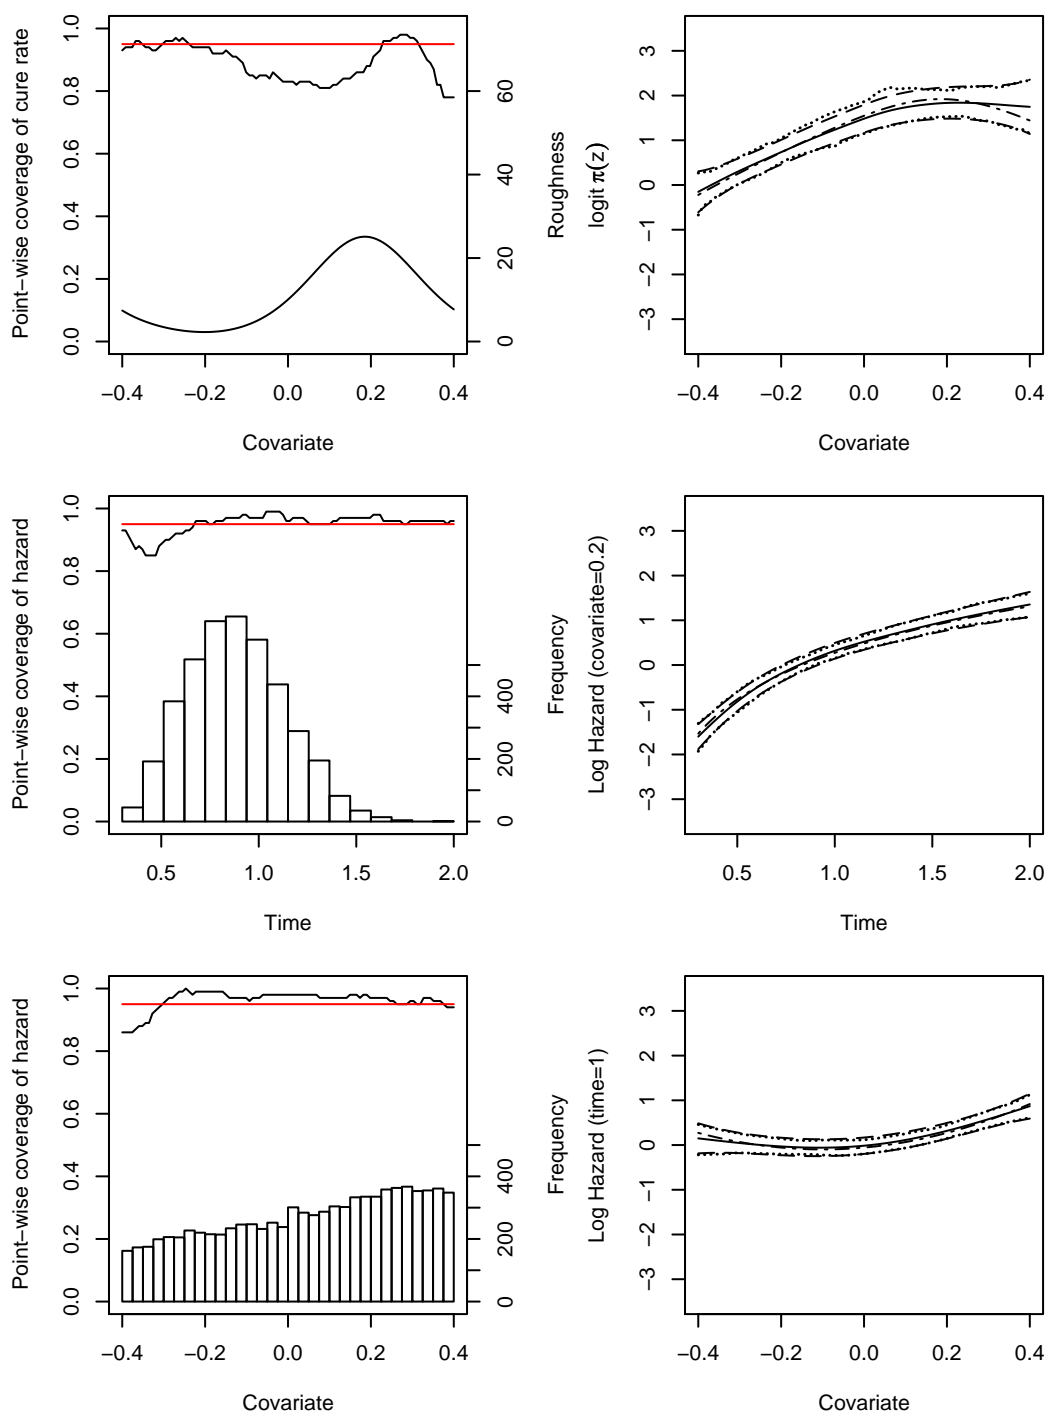 Point−wise coverage of cure rate
0.0 0.2 0.4 0.6 0.8 1.0
0 20 40 60
Roughness
−0.4 −0.2 0.0 0.2 0.4
Covariate
logit π(z)
−3 −2 −1 0 1 2 3
−0.4 −0.2 0.0 0.2 0.4
Covariate
Point−wise coverage of hazard
0.0 0.2 0.4 0.6 0.8 1.0
0 200 400
Frequency
0.5 1.0 1.5 2.0
Time
Log Hazard (covariate=0.2)
−3 −2 −1 0 1 2 3
0.5 1.0 1.5 2.0
Time
Point−wise coverage of hazard
0.0 0.2 0.4 0.6 0.8 1.0
0 200 400
Frequency
−0.4 −0.2 0.0 0.2 0.4
Covariate
Log Hazard (time=1)
−3 −2 −1 0 1 2 3
−0.4 −0.2 0.0 0.2 0.4
Covariate